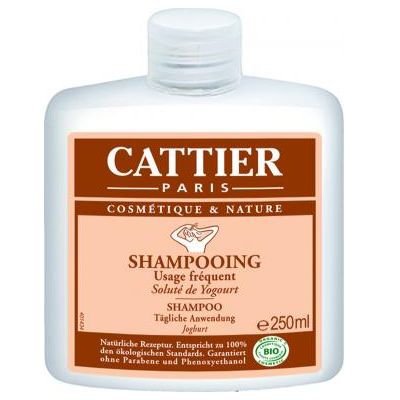 CATTIER
PARIS
COSMÉTIQUE & NATURE
SHAMPOOING
Usage fréquent
Soluté de Yogourt
SHAMPOO
Tägliche Anwendung
Joghurt
e 250ml
Natürliche Rezeptur. Entspricht zu 100%
den ökologischen Standards. Garantiert
ohne Parabene und Phenoxyethanol
BIO